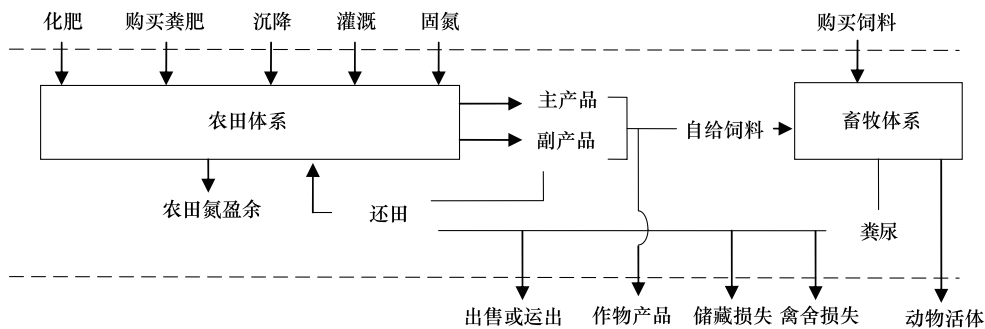 化肥 购买粪肥 沉降 灌溉 固氮 购买饲料
主产品
农田体系 自给饲料 畜牧体系
副产品
农田氮盈余 还田 粪尿
出售或运出 作物产品 储藏损失 禽舍损失 动物活体